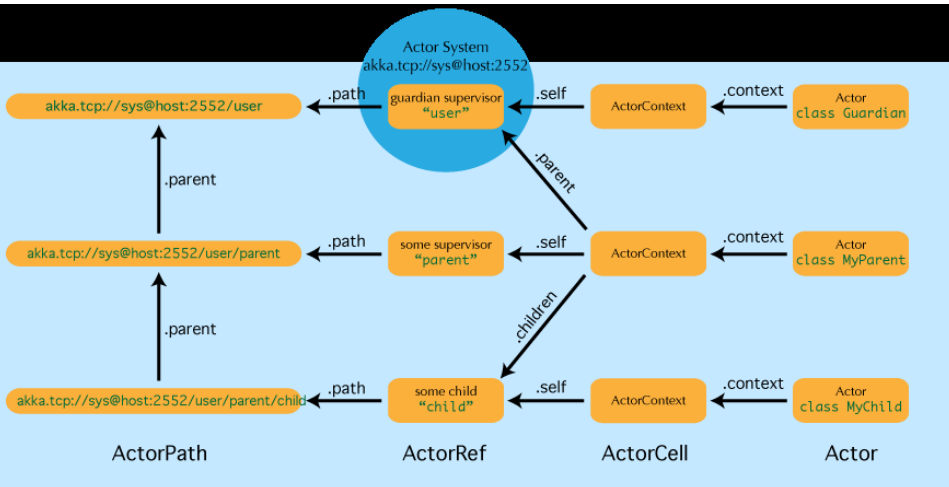 Actor System
akka.tcp://sys@host:2552
akka.tcp://sys@host:2552/user
.path
guardian supervisor
"user"
.self
ActorContext
.context
Actor
class Guardian
.parent
.parent
akka.tcp://sys@host:2552/user/parent
.path
some supervisor
"parent"
.self
ActorContext
.context
Actor
class MyParent
.parent
.children
akka.tcp://sys@host:2552/user/parent/child
.path
some child
"child"
.self
ActorContext
.context
Actor
class MyChild
ActorPath
ActorRef
ActorCell
Actor